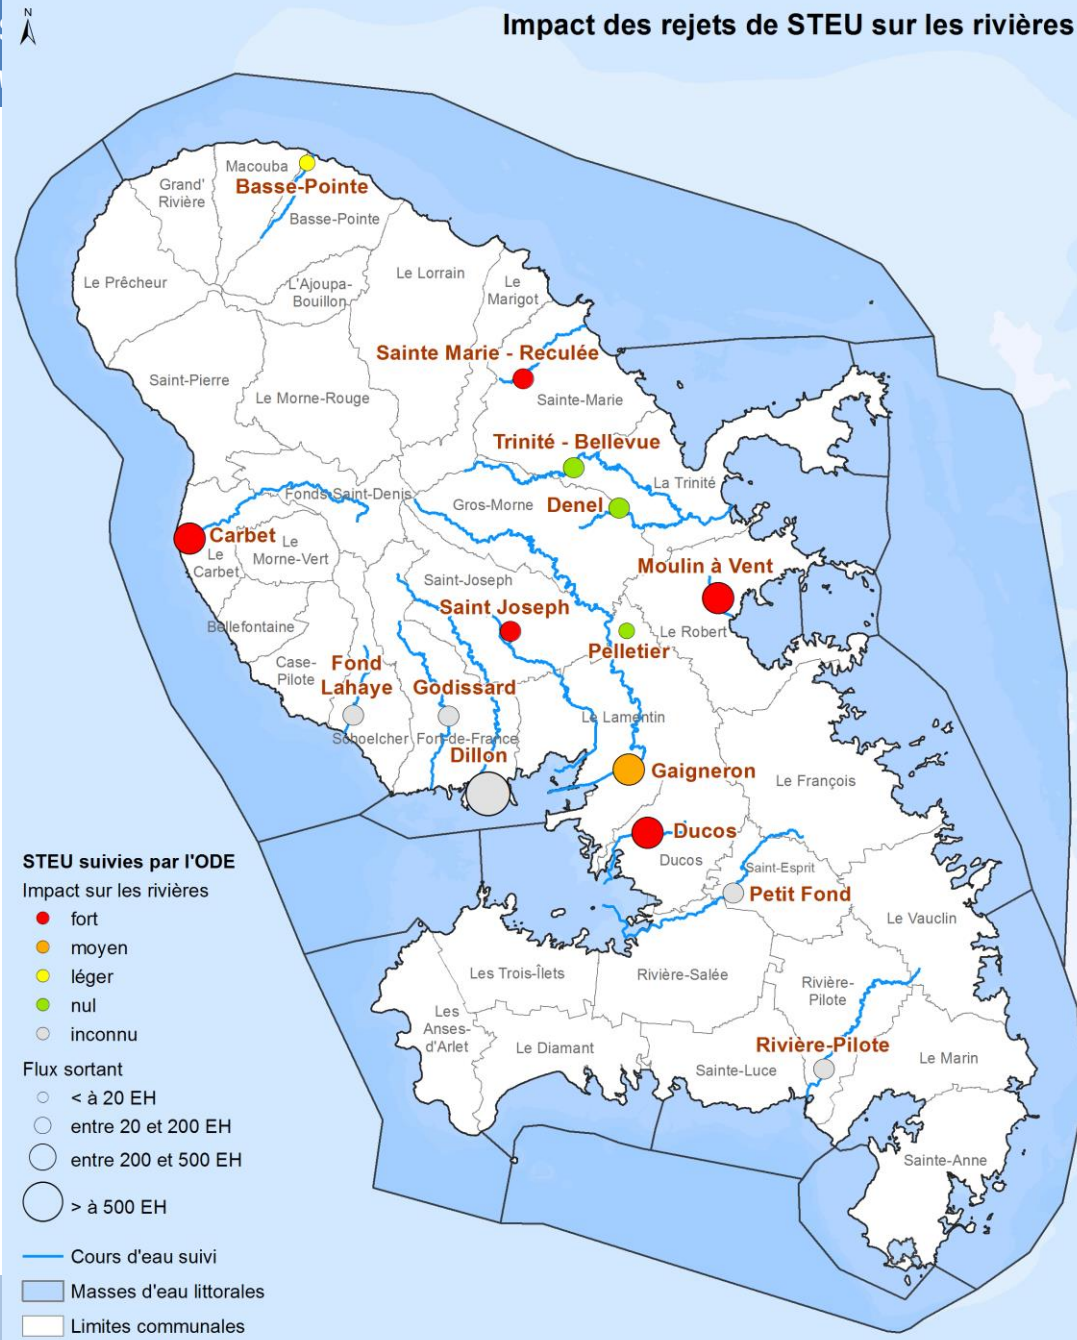 N
Impact des rejets de STEU sur les rivières
Macouba
Grand'
Rivière
Basse-Pointe
Basse-Pointe
Le Prêcheur
L'Ajoupa-
Bouillon
Le Lorrain
Le
Marigot
Sainte Marie - Reculée
Saint-Pierre
Le Morne-Rouge
Sainte-Marie
Trinité - Bellevue
La Trinité
Fonds-Saint-Denis
Gros-Morne
Denel
Carbet
Le
Carbet
Le
Morne-Vert
Saint-Joseph
Moulin à Vent
Saint Joseph
Bellefontaine
Le Robert
Pelletier
Case-
Pilote
Fond
Lahaye
Godissard
Le Lamentin
Schoelcher
Fort-de-France
Dillon
Gaigneron
Le François
Ducos
Ducos
Saint-Esprit
Petit Fond
Le Vauclin
Les Trois-Îlets
Rivière-Salée
Rivière-
Pilote
Les
Anses-
d'Arlet
Le Diamant
Rivière-Pilote
Sainte-Luce
Le Marin
Sainte-Anne
STEU suivies par l'ODE
Impact sur les rivières
fort
moyen
léger
nul
inconnu
Flux sortant
< à 20 EH
entre 20 et 200 EH
entre 200 et 500 EH
> à 500 EH
Cours d'eau suivi
Masses d'eau littorales
Limites communales